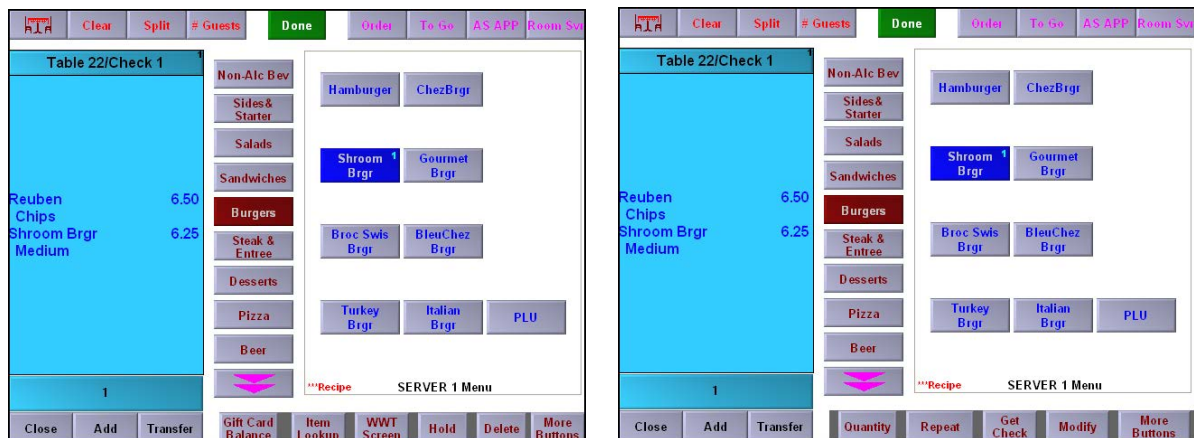 Clear Split # Guests Done Order To Go AS APP Room Svr
Table 22/Check 1 1
Reuben 6.50
Chips
Shroom Brgr 6.25
Medium
1
Close Add Transfer
Non-Alc Bev
Sides&
Starter
Salads
Sandwiches
Burgers
Steak &
Entree
Desserts
Pizza
Beer
Hamburger ChezBrgr
Shroom 1 Gourmet
Brgr Brgr
Broc Swis BleuChez
Brgr Brgr
Turkey Italian PLU
Brgr Brgr
***Recipe SERVER 1 Menu
Gift Card Item WWT Hold Delete More
Balance Lookup Screen Buttons
Clear Split # Guests Done Order To Go AS APP Room Svr
Table 22/Check 1 1
Reuben 6.50
Chips
Shroom Brgr 6.25
Medium
1
Close Add Transfer
Non-Alc Bev
Sides&
Starter
Salads
Sandwiches
Burgers
Steak &
Entree
Desserts
Pizza
Beer
Hamburger ChezBrgr
Shroom 1 Gourmet
Brgr Brgr
Broc Swis BleuChez
Brgr Brgr
Turkey Italian PLU
Brgr Brgr
***Recipe SERVER 1 Menu
Quantity Repeat Get Modify More
Check Buttons